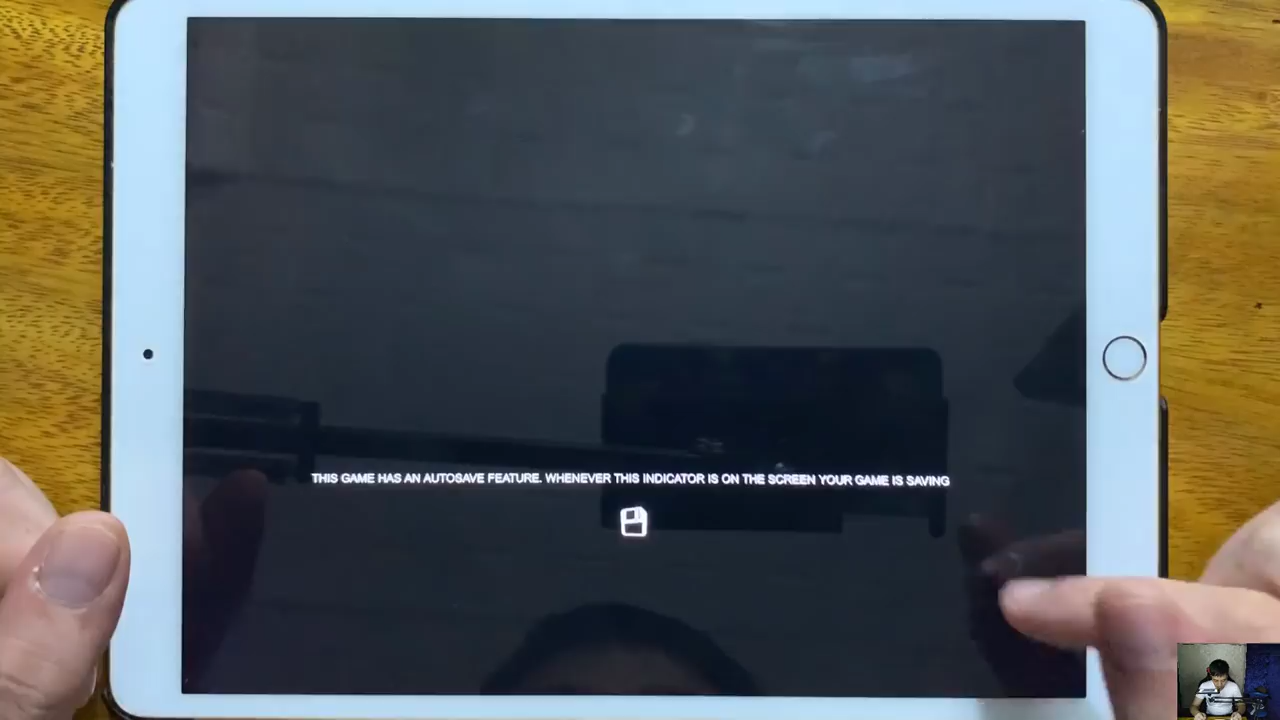 THIS GAME HAS AN AUTOSAVE FEATURE. WHENEVER THIS INDICATOR IS ON THE SCREEN YOUR GAME IS SAVING